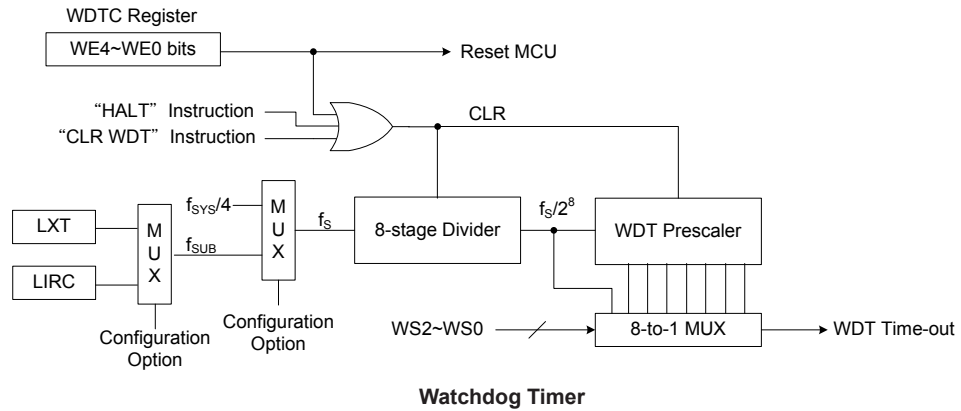 WDTC Register
WE4~WE0 bits
Reset MCU
“HALT” Instruction
“CLR WDT” Instruction
CLR
LXT
LIRC
M
U
X
fSUB
fSYS/4
M
U
X
fS
8-stage Divider
fS/2⁸
WDT Prescaler
Configuration
Option
Configuration
Option
WS2~WS0
8-to-1 MUX
WDT Time-out
Watchdog Timer